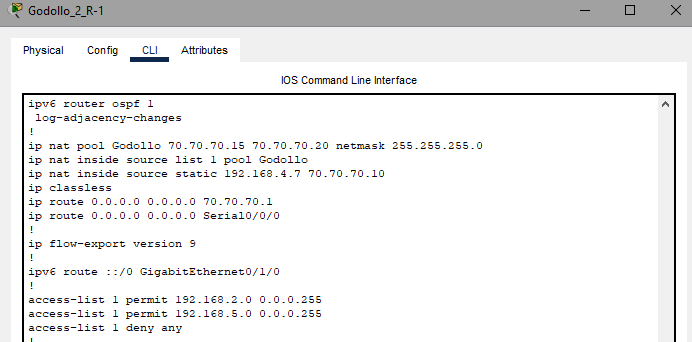 Godollo_2_R-1
Physical Config CLI Attributes
IOS Command Line Interface
ipv6 router ospf 1
 log-adjacency-changes
!
ip nat pool Godollo 70.70.70.15 70.70.70.20 netmask 255.255.255.0
ip nat inside source list 1 pool Godollo
ip nat inside source static 192.168.4.7 70.70.70.10
ip classless
ip route 0.0.0.0 0.0.0.0 70.70.70.1
ip route 0.0.0.0 0.0.0.0 Serial0/0/0
!
ip flow-export version 9
!
ipv6 route ::/0 GigabitEthernet0/1/0
!
access-list 1 permit 192.168.2.0 0.0.0.255
access-list 1 permit 192.168.5.0 0.0.0.255
access-list 1 deny any
!